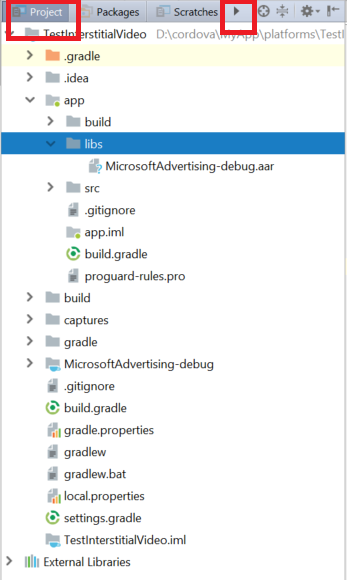 Project Packages Scratches
TestInterstitialVideo D:\cordova\MyApp\platforms\TestI
.gradle
.idea
app
build
libs
MicrosoftAdvertising-debug.aar
src
.gitignore
app.iml
build.gradle
proguard-rules.pro
build
captures
gradle
MicrosoftAdvertising-debug
.gitignore
build.gradle
gradle.properties
gradlew
gradlew.bat
local.properties
settings.gradle
TestInterstitialVideo.iml
External Libraries